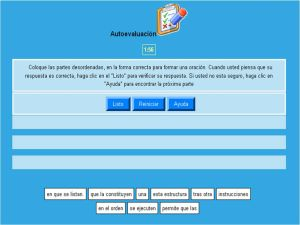 Autoevaluación
1:56
Coloque las partes desordenadas, en la forma correcta para formar una oración. Cuando usted piensa que su
respuesta es correcta, haga clic en el "Listo" para verificar su respuesta. Si usted no esta seguro, haga clic en
"Ayuda" para encontrar la próxima parte
Listo Reiniciar Ayuda
en que se listan. que la constituyen una esta estructura tras otra instrucciones
en el orden se ejecuten permite que las